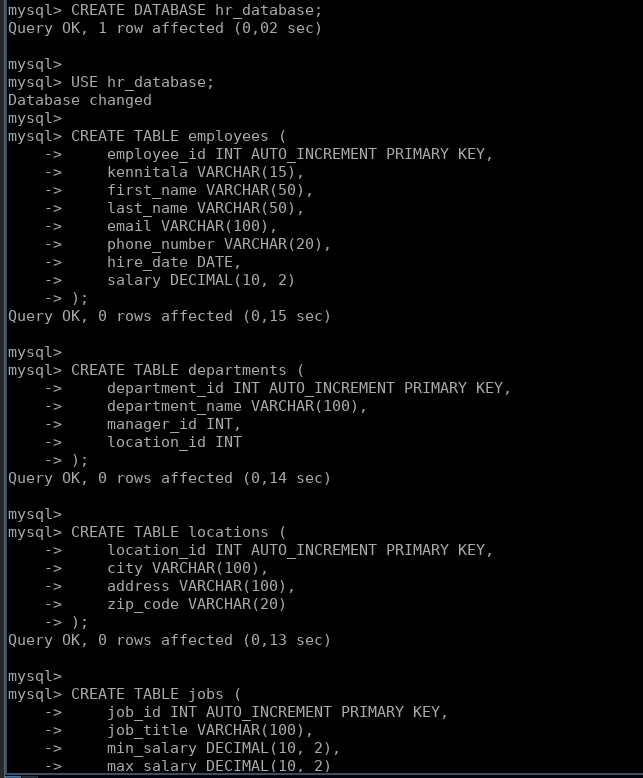 mysql> CREATE DATABASE hr_database;
Query OK, 1 row affected (0,02 sec)
mysql>
mysql> USE hr_database;
Database changed
mysql>
mysql> CREATE TABLE employees (
    ->     employee_id INT AUTO_INCREMENT PRIMARY KEY,
    ->     kennitala VARCHAR(15),
    ->     first_name VARCHAR(50),
    ->     last_name VARCHAR(50),
    ->     email VARCHAR(100),
    ->     phone_number VARCHAR(20),
    ->     hire_date DATE,
    ->     salary DECIMAL(10, 2)
    -> );
Query OK, 0 rows affected (0,15 sec)
mysql>
mysql> CREATE TABLE departments (
    ->     department_id INT AUTO_INCREMENT PRIMARY KEY,
    ->     department_name VARCHAR(100),
    ->     manager_id INT,
    ->     location_id INT
    -> );
Query OK, 0 rows affected (0,14 sec)
mysql>
mysql> CREATE TABLE locations (
    ->     location_id INT AUTO_INCREMENT PRIMARY KEY,
    ->     city VARCHAR(100),
    ->     address VARCHAR(100),
    ->     zip_code VARCHAR(20)
    -> );
Query OK, 0 rows affected (0,13 sec)
mysql>
mysql> CREATE TABLE jobs (
    ->     job_id INT AUTO_INCREMENT PRIMARY KEY,
    ->     job_title VARCHAR(100),
    ->     min_salary DECIMAL(10, 2),
    ->     max_salary DECIMAL(10, 2)